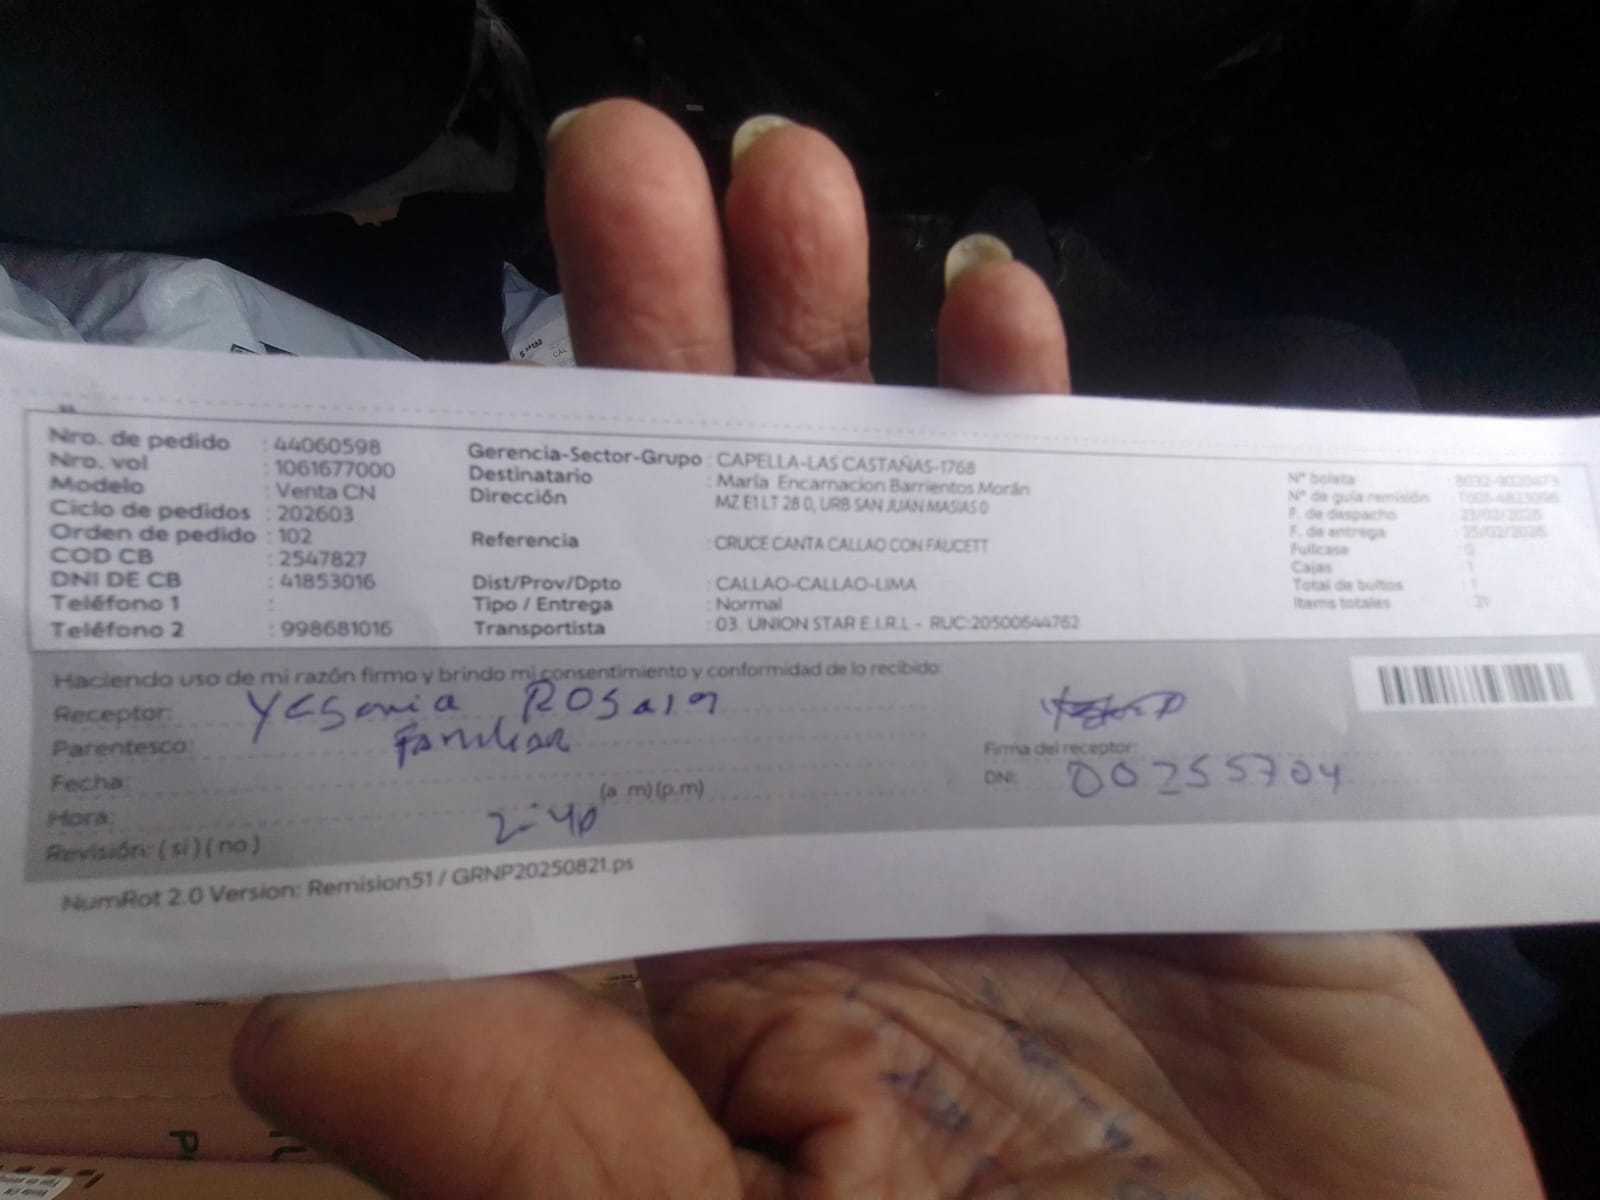 Nro. de pedido : 44060598
Nro. vol : 1061677000
Modelo : Venta CN
Ciclo de pedidos : 202603
Orden de pedido : 102
COD CB : 2547827
DNI DE CB : 41853016
Teléfono 1 :
Teléfono 2 : 998681016
Gerencia-Sector-Grupo : CAPELLA-LAS CASTAÑAS-1768
Destinatario : María Encarnacion Barrientos Morán
Dirección MZ E1 LT 28 0, URB SAN JUAN MASIAS 0
Referencia : CRUCE CANTA CALLAO CON FAUCETT
Dist/Prov/Dpto : CALLAO-CALLAO-LIMA
Tipo / Entrega : Normal
Transportista : 03 UNION STAR E.I.R.L - RUC:20500644762
N° boleta
N° de guía remisión
F. de despacho
F. de entrega
Fullcase
Cajas : 1
Total de bultos : 1
Items totales
Haciendo uso de mi razón firmo y brindo mi consentimiento y conformidad de lo recibido:
Receptor: Yesenia Rosaia
Parentesco: Familiar
Fecha:
Hora: 2-40 (a m)(p.m)
Revisión: ( si ) ( no )
Firma del receptor:
DNI: 00255704
NumRot 2.0 Version: Remision51 / GRNP20250821.ps